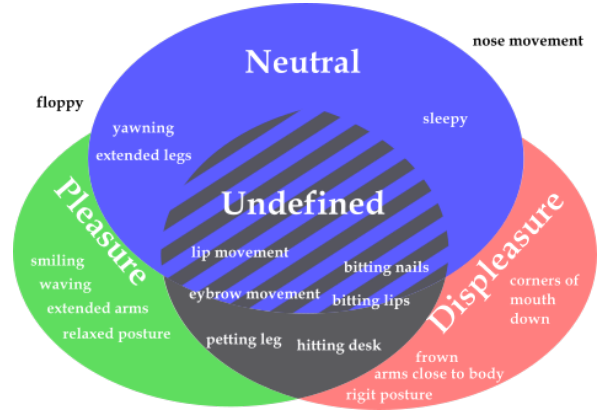 nose movement
Neutral
floppy
sleepy
yawning
extended legs
Undefined
Pleasure
Displeasure
lip movement
smiling
bitting nails
waving
corners of
mouth
down
eybrow movement
bitting lips
extended arms
relaxed posture
petting leg
hitting desk
frown
arms close to body
rigit posture